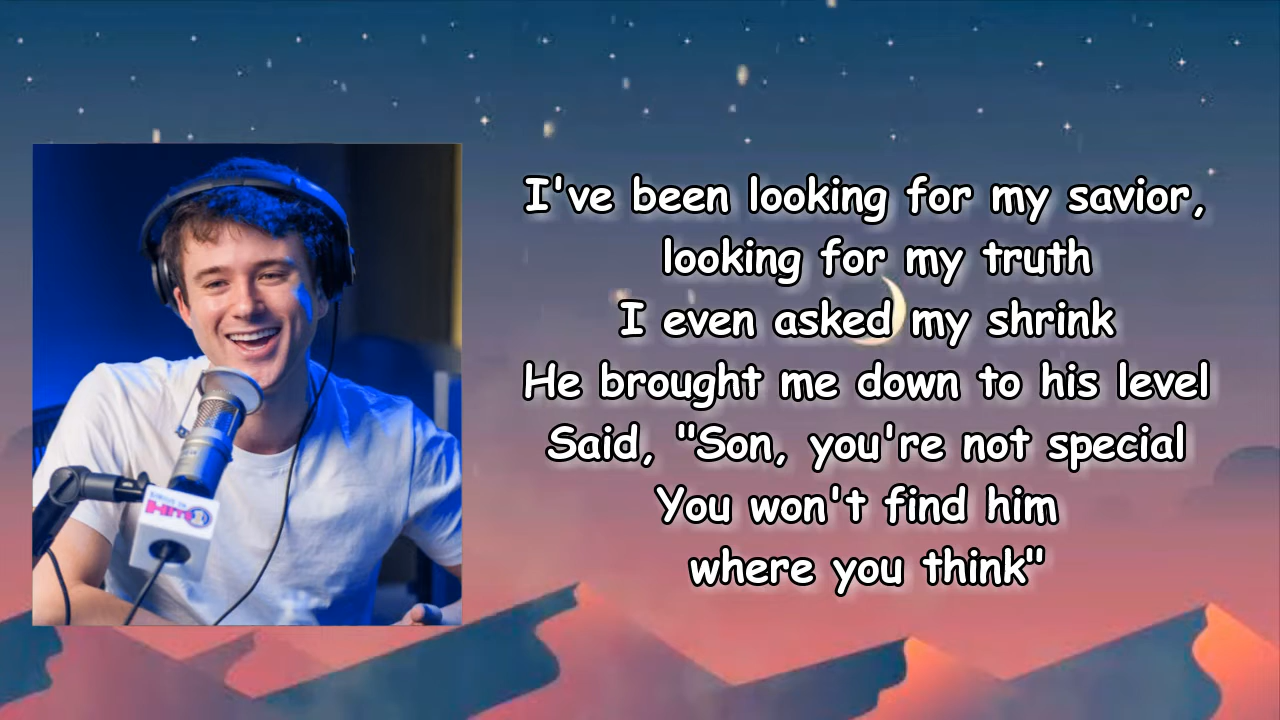 I've been looking for my savior,
looking for my truth
I even asked my shrink
He brought me down to his level
Said, "Son, you're not special
You won't find him
where you think"